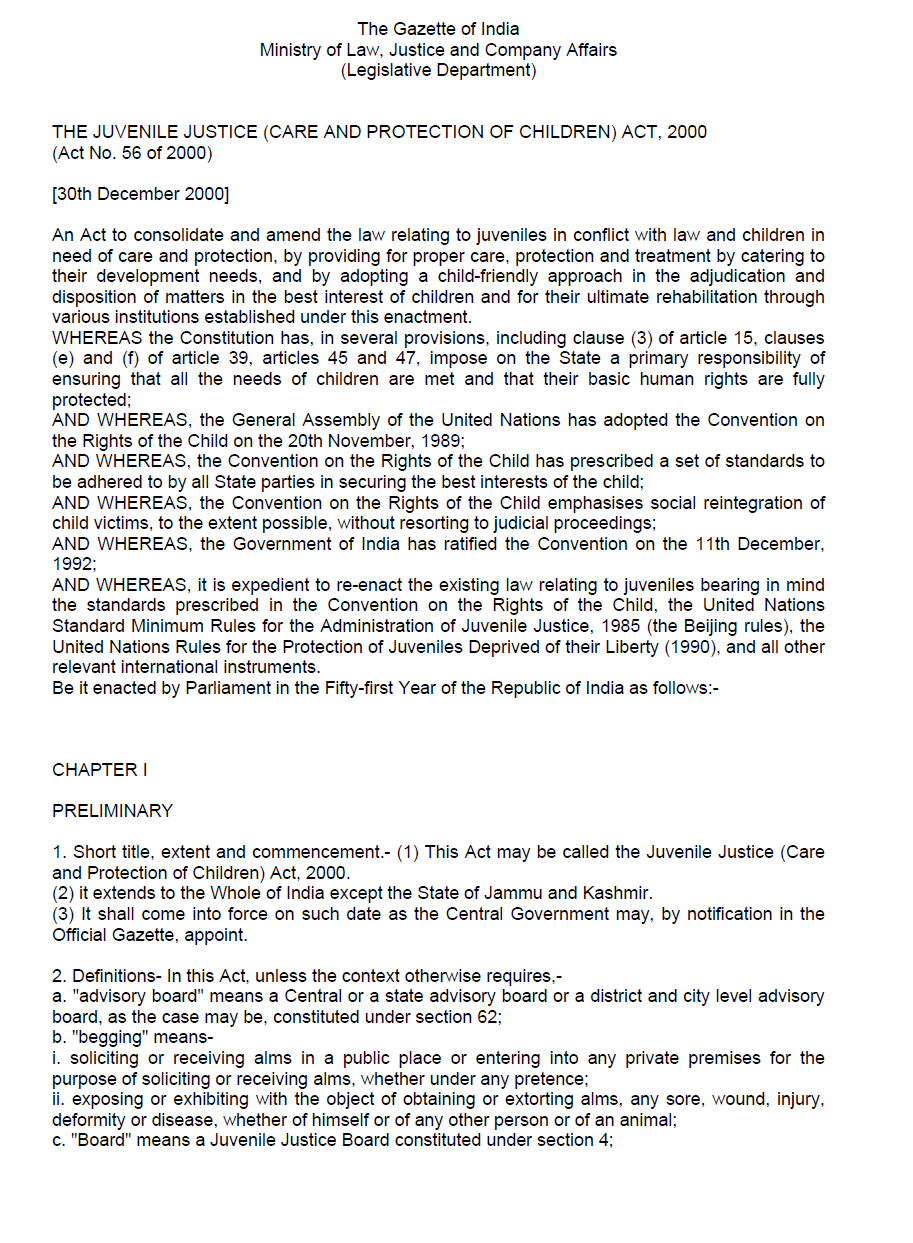 The Gazette of India
Ministry of Law, Justice and Company Affairs
(Legislative Department)
THE JUVENILE JUSTICE (CARE AND PROTECTION OF CHILDREN) ACT, 2000
(Act No. 56 of 2000)
[30th December 2000]
An Act to consolidate and amend the law relating to juveniles in conflict with law and children in
need of care and protection, by providing for proper care, protection and treatment by catering to
their development needs, and by adopting a child-friendly approach in the adjudication and
disposition of matters in the best interest of children and for their ultimate rehabilitation through
various institutions established under this enactment.
WHEREAS the Constitution has, in several provisions, including clause (3) of article 15, clauses
(e) and (f) of article 39, articles 45 and 47, impose on the State a primary responsibility of
ensuring that all the needs of children are met and that their basic human rights are fully
protected;
AND WHEREAS, the General Assembly of the United Nations has adopted the Convention on
the Rights of the Child on the 20th November, 1989;
AND WHEREAS, the Convention on the Rights of the Child has prescribed a set of standards to
be adhered to by all State parties in securing the best interests of the child;
AND WHEREAS, the Convention on the Rights of the Child emphasises social reintegration of
child victims, to the extent possible, without resorting to judicial proceedings;
AND WHEREAS, the Government of India has ratified the Convention on the 11th December,
1992;
AND WHEREAS, it is expedient to re-enact the existing law relating to juveniles bearing in mind
the standards prescribed in the Convention on the Rights of the Child, the United Nations
Standard Minimum Rules for the Administration of Juvenile Justice, 1985 (the Beijing rules), the
United Nations Rules for the Protection of Juveniles Deprived of their Liberty (1990), and all other
relevant international instruments.
Be it enacted by Parliament in the Fifty-first Year of the Republic of India as follows:-
CHAPTER I
PRELIMINARY
1. Short title, extent and commencement.- (1) This Act may be called the Juvenile Justice (Care
and Protection of Children) Act, 2000.
(2) it extends to the Whole of India except the State of Jammu and Kashmir.
(3) It shall come into force on such date as the Central Government may, by notification in the
Official Gazette, appoint.
2. Definitions- In this Act, unless the context otherwise requires,-
a. "advisory board" means a Central or a state advisory board or a district and city level advisory
board, as the case may be, constituted under section 62;
b. "begging" means-
i. soliciting or receiving alms in a public place or entering into any private premises for the
purpose of soliciting or receiving alms, whether under any pretence;
ii. exposing or exhibiting with the object of obtaining or extorting alms, any sore, wound, injury,
deformity or disease, whether of himself or of any other person or of an animal;
c. "Board" means a Juvenile Justice Board constituted under section 4;